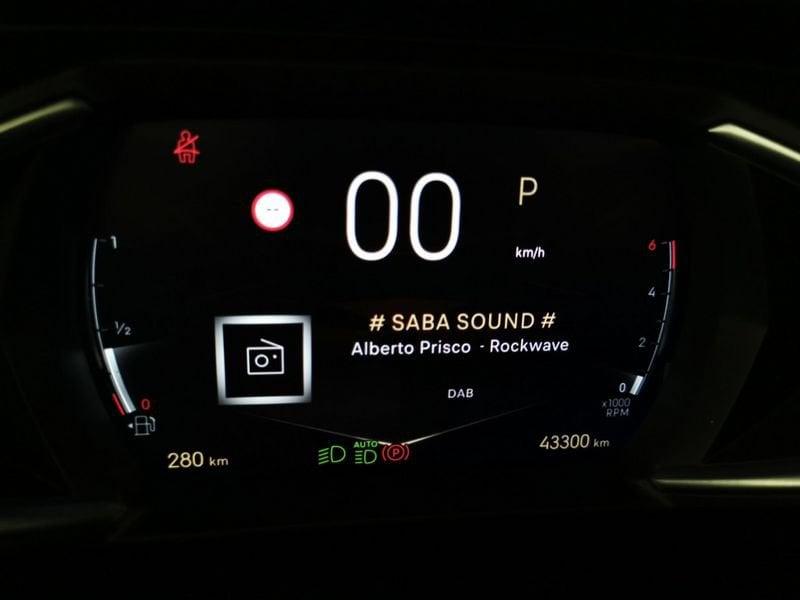 --
00
P
km/h
1
1/2
0
6
4
2
0
x1000
RPM
# SABA SOUND #
Alberto Prisco - Rockwave
DAB
280 km
AUTO
P
43300 km